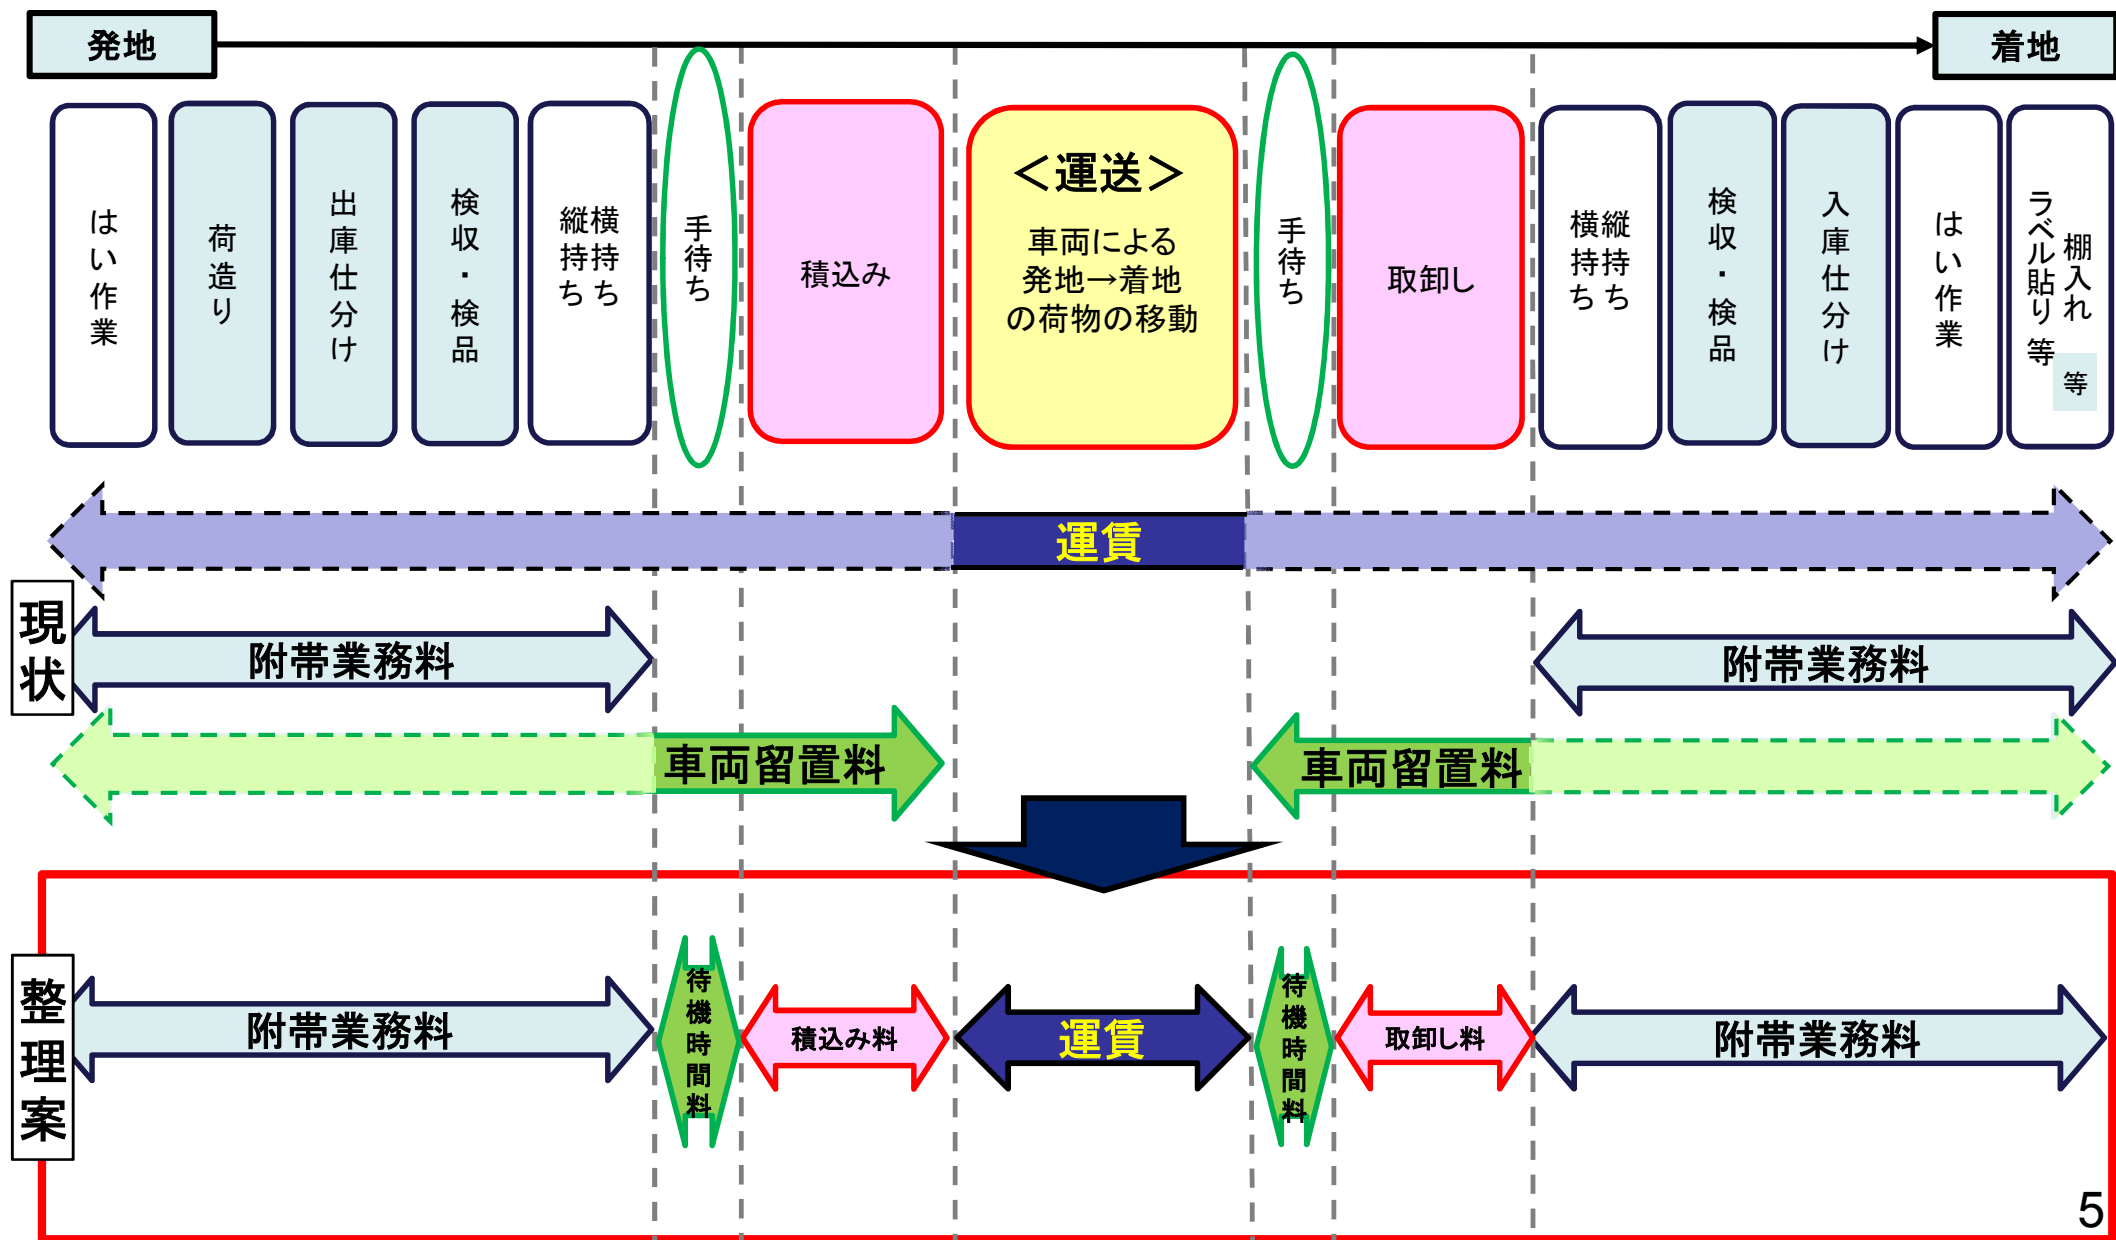 発地
着地
はい作業
荷造り
出庫仕分け
検収・検品
横持ち
縦持ち
手待ち
積込み
＜運送＞
車両による
発地→着地
の荷物の移動
手待ち
取卸し
縦持ち
横持ち
検収・検品
入庫仕分け
はい作業
棚入れ
ラベル貼り 等
等
運賃
現状
附帯業務料
附帯業務料
車両留置料
車両留置料
整理案
附帯業務料
待機時間料
積込み料
運賃
待機時間料
取卸し料
附帯業務料
5